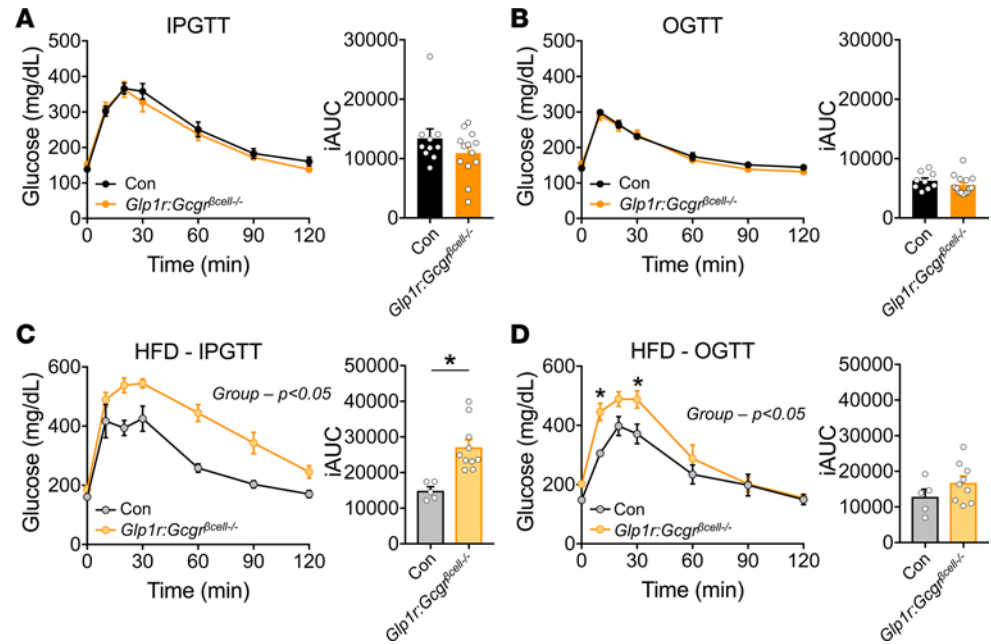 A
IPGTT
Glucose (mg/dL)
500
400
300
200
100
0
Con
Glp1r:Gcgrβcell-/-
0 30 60 90 120
Time (min)
iAUC
30000
20000
10000
0
Con
Glp1r:Gcgrβcell-/-
B
OGTT
Glucose (mg/dL)
500
400
300
200
100
0
Con
Glp1r:Gcgrβcell-/-
0 30 60 90 120
Time (min)
iAUC
30000
20000
10000
0
Con
Glp1r:Gcgrβcell-/-
C
HFD - IPGTT
Glucose (mg/dL)
600
400
200
0
Group – p<0.05
Con
Glp1r:Gcgrβcell-/-
0 30 60 90 120
Time (min)
iAUC
50000
40000
30000
20000
10000
0
*
Con
Glp1r:Gcgrβcell-/-
D
HFD - OGTT
Glucose (mg/dL)
600
400
200
0
* *
Group – p<0.05
Con
Glp1r:Gcgrβcell-/-
0 30 60 90 120
Time (min)
iAUC
50000
40000
30000
20000
10000
0
Con
Glp1r:Gcgrβcell-/-